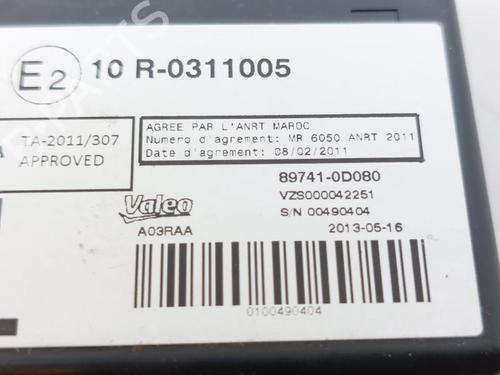 E2 10 R-0311005
A TA-2011/307
APPROVED
AGREE PAR L'ANRT MAROC
Numero d'agrement: MR 6050 ANRT 2011
Date d'agrement: 08/02/2011
89741-0D080
VZS000042251
S/N 00490404
Valeo
A03RAA 2013-05-16
0100490404